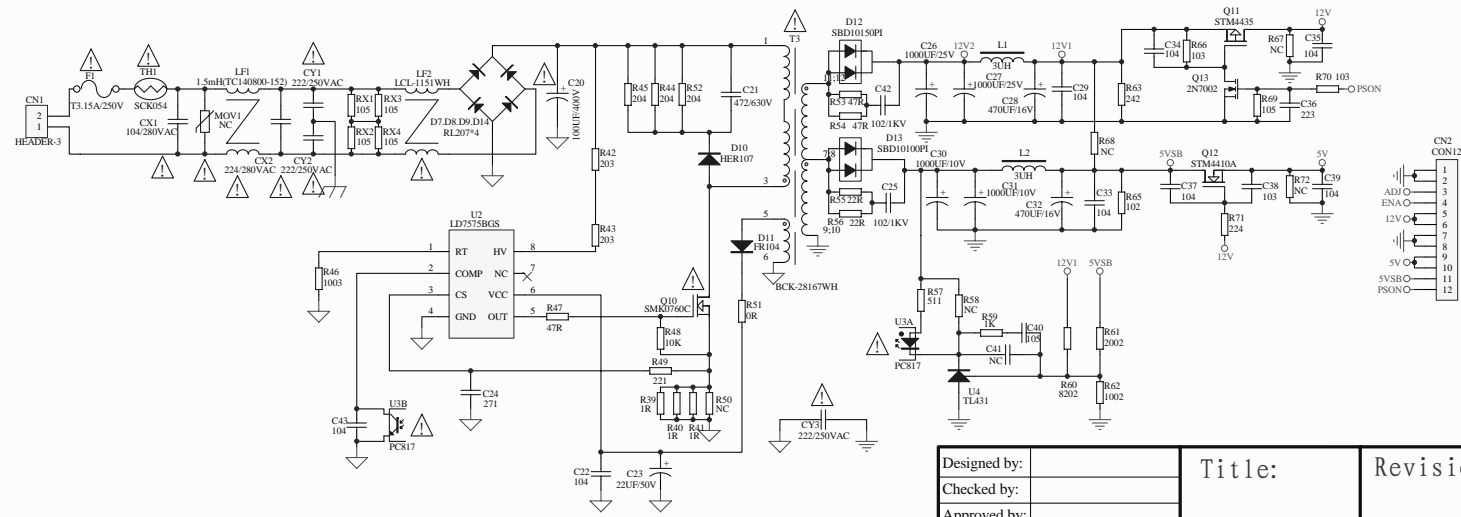 F1
T3.15A/250V
TH1
SCK054
CN1
2
1
HEADER-3
CX1
104/280VAC
MOV1
NC
LF1
1.5mH(TC140800-152)
CX2
224/280VAC
CY1
222/250VAC
CY2
222/250VAC
RX1
105
RX3
105
RX2
105
RX4
105
LF2
LCL-1151WH
D7.D8.D9.D14
RL207*4
C20
100UF/400V
R45
204
R44
204
R52
204
C21
472/630V
R42
203
D10
HER107
R43
203
T3
1
3
5
6
11;12
7;8
9;10
BCK-28167WH
D12
SBD10150PI
R53 47R
R54 47R
C42
102/1KV
D13
SBD10100PI
R55 22R
R56 22R
C25
102/1KV
C26
1000UF/25V
12V2
C27
1000UF/25V
L1
3UH
C28
470UF/16V
12V1
C29
104
R63
242
C34
104
R66
103
Q11
STM4435
R67
NC
12V
C35
104
Q13
2N7002
R69
105
C36
223
R70 103
PSON
R68
NC
C30
1000UF/10V
C31
1000UF/10V
L2
3UH
C32
470UF/16V
C33
104
R65
102
5VSB
C37
104
Q12
STM4410A
C38
103
R72
NC
5V
C39
104
R71
224
12V
CN2
CON12
1
2
ADJ 3
ENA 4
12V 5
6
7
8
5V 9
10
5VSB 11
PSON 12
U2
LD7575BGS
1 RT HV 8
2 COMP NC 7
3 CS VCC 6
4 GND OUT 5
R46
1003
R47
47R
Q10
SMK0760C
R48
10K
R49
221
C24
271
R39
1R
R40
1R
R41
1R
R50
NC
D11
FR104
R51
0R
C43
104
U3B
PC817
C22
104
C23
22UF/50V
CY3
222/250VAC
U3A
PC817
R57
511
R58
NC
R59
1K
C40
105
C41
NC
U4
TL431
12V1
5VSB
R60
8202
R61
2002
R62
1002
Designed by:
Checked by:
Approved by:
Title: